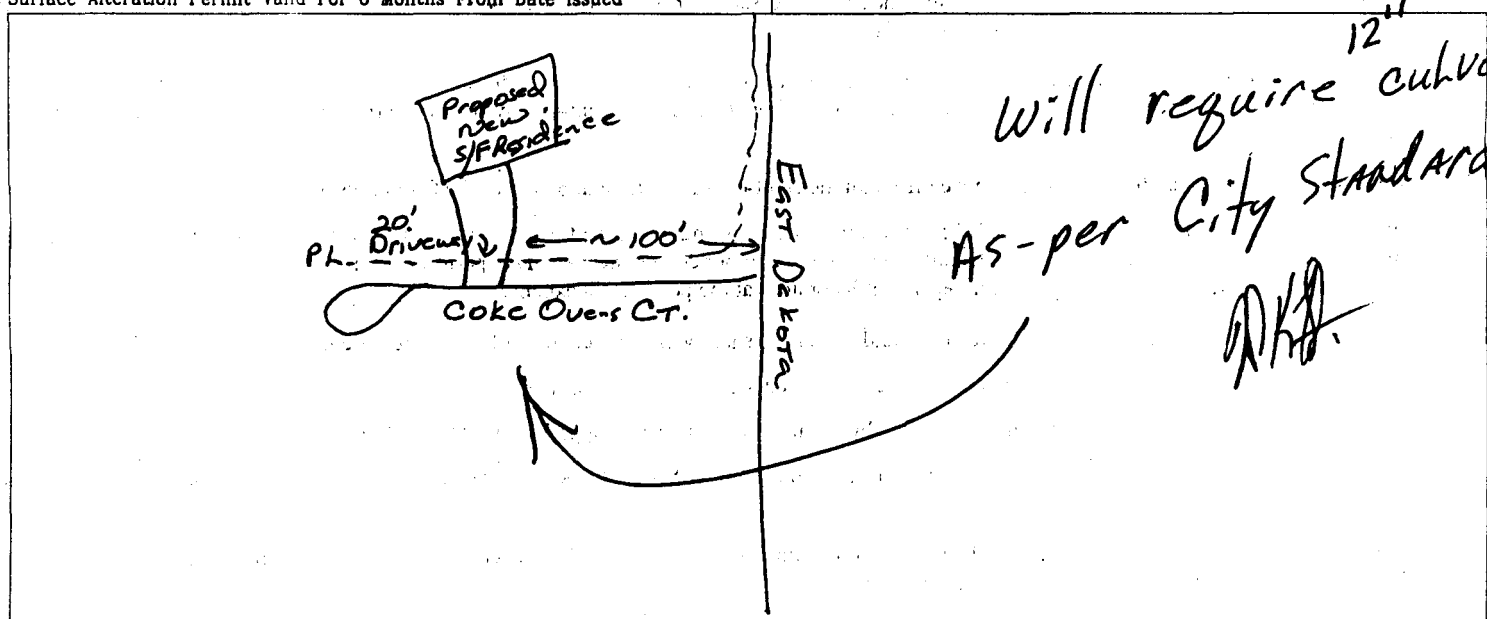 Surface Alteration Permit Valid For 6 Months From Date Issued
12"
Will require culv
As-per City Standard
Proposed
New
S/F Residence
20'
Driveway
PL
~ 100'
Coke Ovens CT.
East Dakota